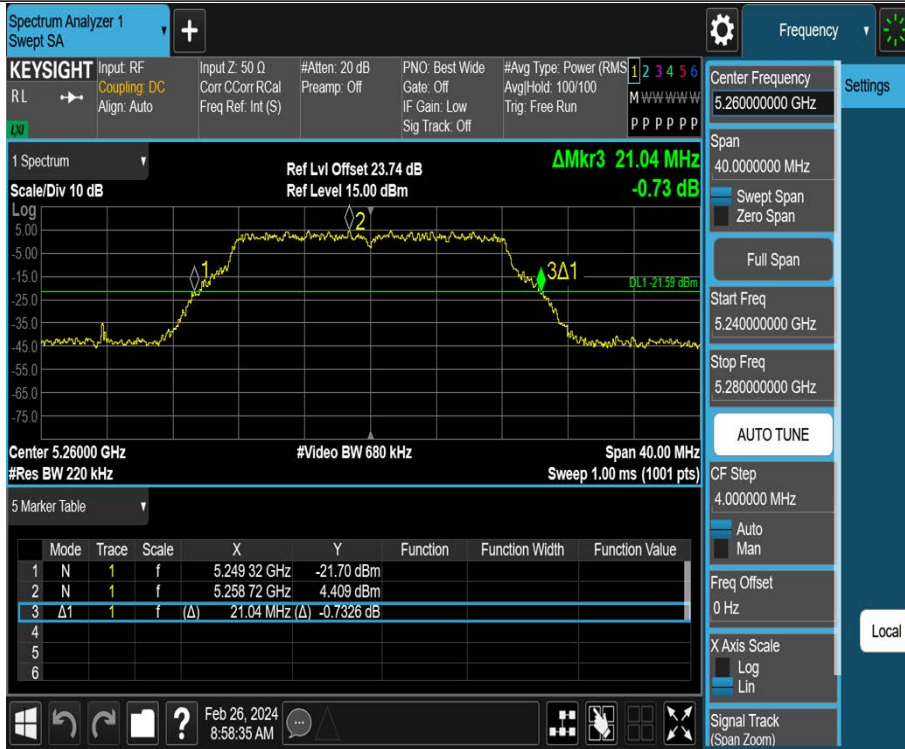 Spectrum Analyzer 1
Swept SA
+
Frequency
KEYSIGHT
RL
LXI
Input: RF
Coupling: DC
Align: Auto
Input Z: 50 Ω
Corr CCorr RCal
Freq Ref: Int (S)
#Atten: 20 dB
Preamp: Off
PNO: Best Wide
Gate: Off
IF Gain: Low
Sig Track: Off
#Avg Type: Power (RMS
Avg|Hold: 100/100
Trig: Free Run
1 2 3 4 5 6
M W W W W W
P P P P P P
1 Spectrum
Scale/Div 10 dB
Ref Lvl Offset 23.74 dB
Ref Level 15.00 dBm
ΔMkr3 21.04 MHz
-0.73 dB
Log
5.00
-5.00
-15.0
-25.0
-35.0
-45.0
-55.0
-65.0
-75.0
1
2
3Δ1
DL1 -21.59 dBm
Center 5.26000 GHz
#Res BW 220 kHz
#Video BW 680 kHz
Span 40.00 MHz
Sweep 1.00 ms (1001 pts)
5 Marker Table
Mode Trace Scale X Y Function Function Width Function Value
1 N 1 f 5.249 32 GHz -21.70 dBm
2 N 1 f 5.258 72 GHz 4.409 dBm
3 Δ1 1 f (Δ) 21.04 MHz (Δ) -0.7326 dB
4
5
6
Feb 26, 2024
8:58:35 AM
?
Center Frequency
5.260000000 GHz
Span
40.0000000 MHz
Swept Span
Zero Span
Full Span
Start Freq
5.240000000 GHz
Stop Freq
5.280000000 GHz
AUTO TUNE
CF Step
4.000000 MHz
Auto
Man
Freq Offset
0 Hz
X Axis Scale
Log
Lin
Signal Track
(Span Zoom)
Settings
Local